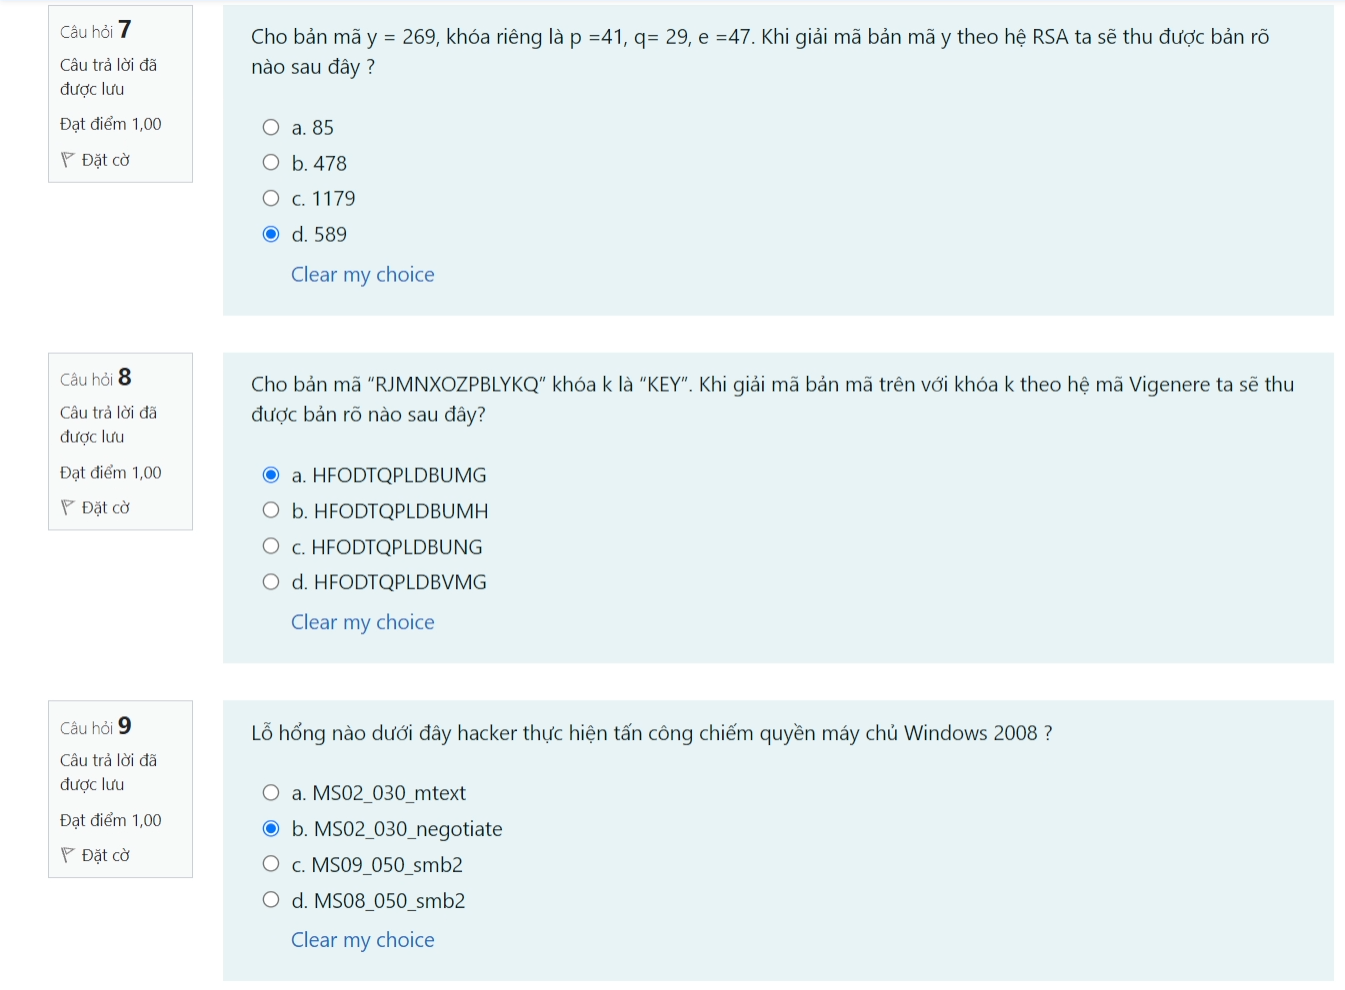 Câu hỏi 7
Câu trả lời đã
được lưu
Đạt điểm 1,00
Đặt cờ
Cho bản mã y = 269, khóa riêng là p =41, q= 29, e =47. Khi giải mã bản mã y theo hệ RSA ta sẽ thu được bản rõ
nào sau đây ?
a. 85
b. 478
c. 1179
d. 589
Clear my choice
Câu hỏi 8
Câu trả lời đã
được lưu
Đạt điểm 1,00
Đặt cờ
Cho bản mã “RJMNXOZPBLYKQ” khóa k là “KEY”. Khi giải mã bản mã trên với khóa k theo hệ mã Vigenere ta sẽ thu
được bản rõ nào sau đây?
a. HFODTQPLDBUMG
b. HFODTQPLDBUMH
c. HFODTQPLDBUNG
d. HFODTQPLDBVMG
Clear my choice
Câu hỏi 9
Câu trả lời đã
được lưu
Đạt điểm 1,00
Đặt cờ
Lỗ hổng nào dưới đây hacker thực hiện tấn công chiếm quyền máy chủ Windows 2008 ?
a. MS02_030_mtext
b. MS02_030_negotiate
c. MS09_050_smb2
d. MS08_050_smb2
Clear my choice